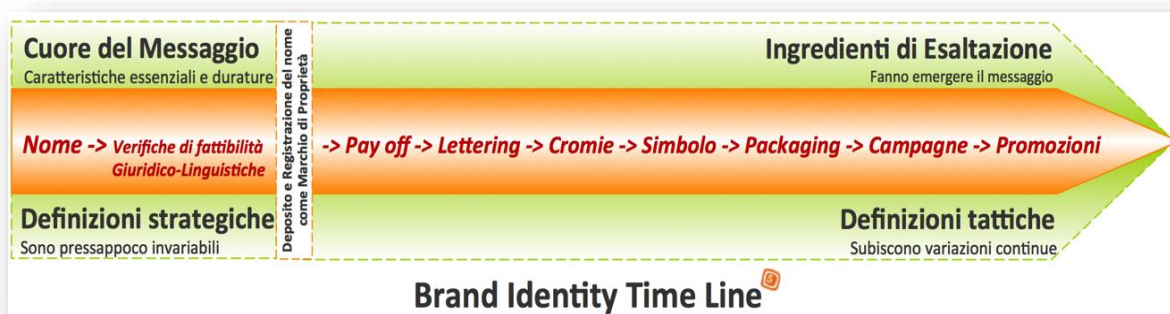 Cuore del Messaggio
Caratteristiche essenziali e durature
Deposito e Registrazione del nome
come Marchio di Proprietà
Ingredienti di Esaltazione
Fanno emergere il messaggio
Nome -> Verifiche di fattibilità
Giuridico-Linguistiche
-> Pay off -> Lettering -> Cromie -> Simbolo -> Packaging -> Campagne -> Promozioni
Definizioni strategiche
Sono pressappoco invariabili
Definizioni tattiche
Subiscono variazioni continue
Brand Identity Time Line